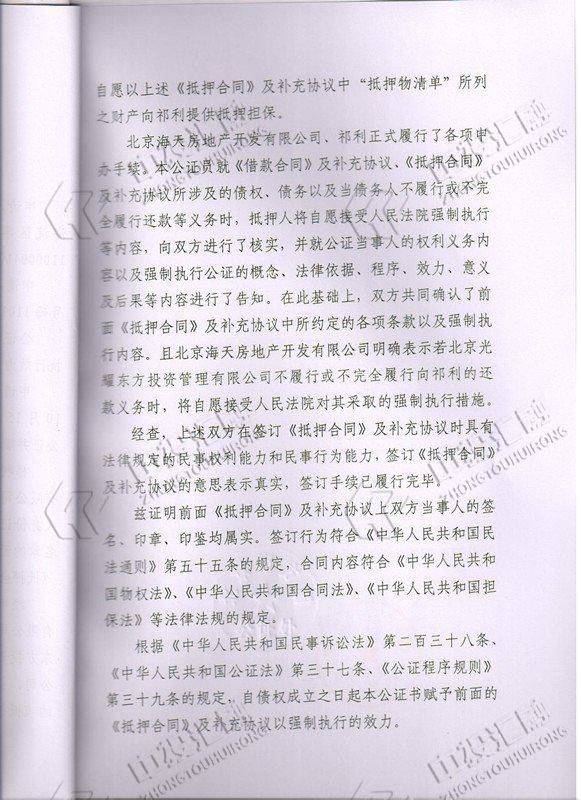 自愿以上述《抵押合同》及补充协议中“抵押物清单”所列
之财产向祁利提供抵押担保。
北京海天房地产开发有限公司、祁利正式履行了各项申
办手续。本公证员就《借款合同》及补充协议、《抵押合同》
及补充协议所涉及的债权、债务以及当债务人不履行或不完
全履行还款等义务时，抵押人将自愿接受人民法院强制执行
等内容，向双方进行了核实，并就公证当事人的权利义务内
容以及强制执行公证的概念、法律依据、程序、效力、意义
及后果等内容进行了告知。在此基础上，双方共同确认了前
面《抵押合同》及补充协议中所约定的各项条款以及强制执
行内容。且北京海天房地产开发有限公司明确表示若北京光
耀东方投资管理有限公司不履行或不完全履行向祁利的还
款义务时，将自愿接受人民法院对其采取的强制执行措施。
经查，上述双方在签订《抵押合同》及补充协议时具有
法律规定的民事权利能力和民事行为能力，签订《抵押合同》
及补充协议的意思表示真实，签订手续已履行完毕。
兹证明前面《抵押合同》及补充协议上双方当事人的签
名、印章、印鉴均属实。签订行为符合《中华人民共和国民
法通则》第五十五条的规定，合同内容符合《中华人民共和
国物权法》、《中华人民共和国合同法》、《中华人民共和国担
保法》等法律法规的规定。
根据《中华人民共和国民事诉讼法》第二百三十八条、
《中华人民共和国公证法》第三十七条、《公证程序规则》
第三十九条的规定，自债权成立之日起本公证书赋予前面的
《抵押合同》及补充协议以强制执行的效力。
中投汇融
ZHONGTOUHUIRONG